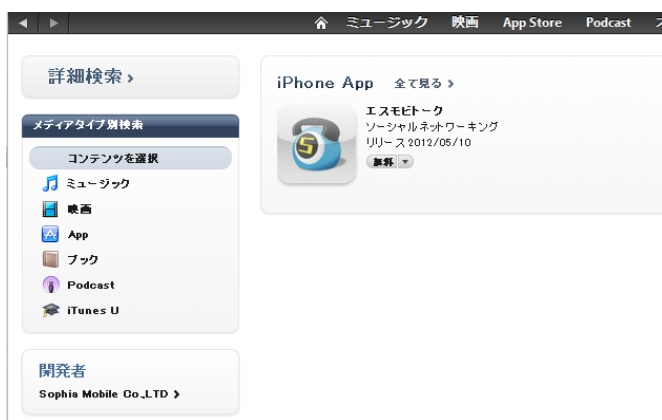 ミュージック 映画 App Store Podcast
詳細検索 ›
メディアタイプ別検索
コンテンツを選択
ミュージック
映画
App
ブック
Podcast
iTunes U
開発者
Sophia Mobile Co.,LTD ›
iPhone App 全て見る ›
エスモビトーク
ソーシャルネットワーキング
リリース 2012/05/10
無料
S